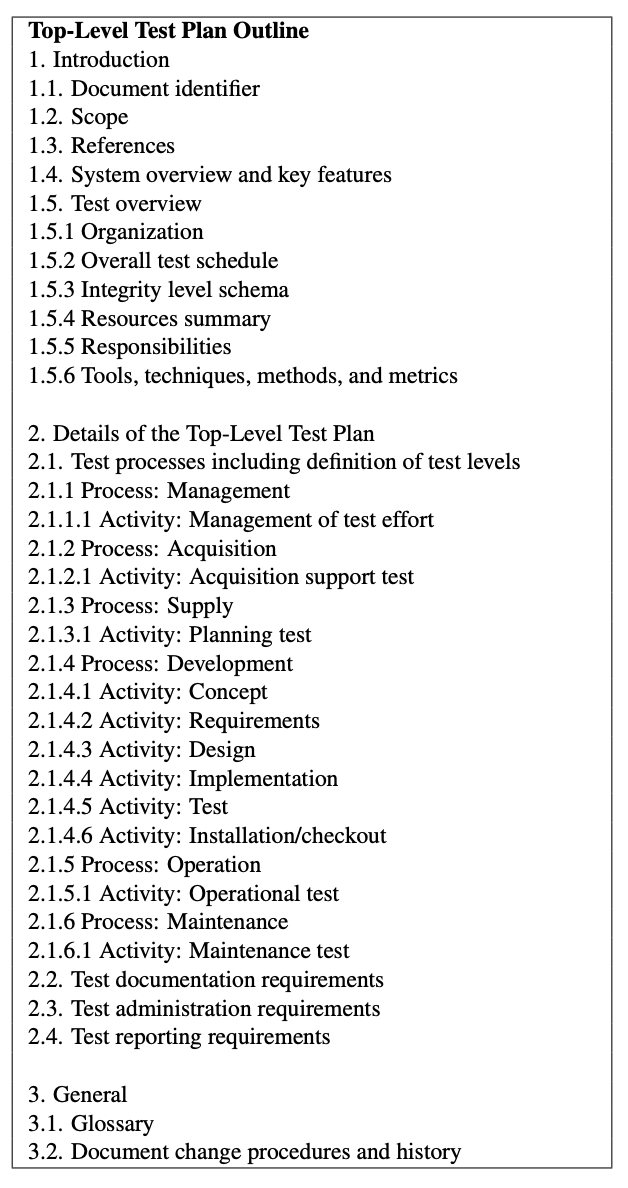 Top-Level Test Plan Outline
1. Introduction
1.1. Document identifier
1.2. Scope
1.3. References
1.4. System overview and key features
1.5. Test overview
1.5.1 Organization
1.5.2 Overall test schedule
1.5.3 Integrity level schema
1.5.4 Resources summary
1.5.5 Responsibilities
1.5.6 Tools, techniques, methods, and metrics
2. Details of the Top-Level Test Plan
2.1. Test processes including definition of test levels
2.1.1 Process: Management
2.1.1.1 Activity: Management of test effort
2.1.2 Process: Acquisition
2.1.2.1 Activity: Acquisition support test
2.1.3 Process: Supply
2.1.3.1 Activity: Planning test
2.1.4 Process: Development
2.1.4.1 Activity: Concept
2.1.4.2 Activity: Requirements
2.1.4.3 Activity: Design
2.1.4.4 Activity: Implementation
2.1.4.5 Activity: Test
2.1.4.6 Activity: Installation/checkout
2.1.5 Process: Operation
2.1.5.1 Activity: Operational test
2.1.6 Process: Maintenance
2.1.6.1 Activity: Maintenance test
2.2. Test documentation requirements
2.3. Test administration requirements
2.4. Test reporting requirements
3. General
3.1. Glossary
3.2. Document change procedures and history